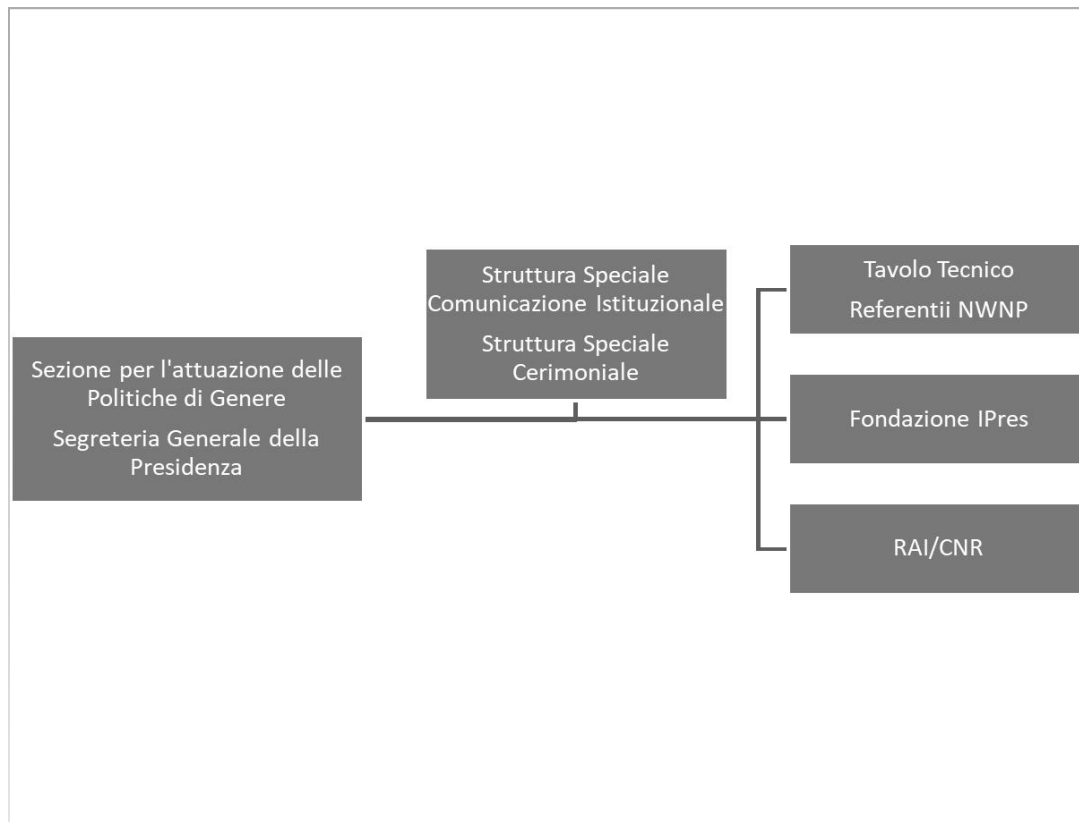 Sezione per l'attuazione delle
Politiche di Genere
Segreteria Generale della
Presidenza
Struttura Speciale
Comunicazione Istituzionale
Struttura Speciale
Cerimoniale
Tavolo Tecnico
Referentii NWNP
Fondazione IPres
RAI/CNR